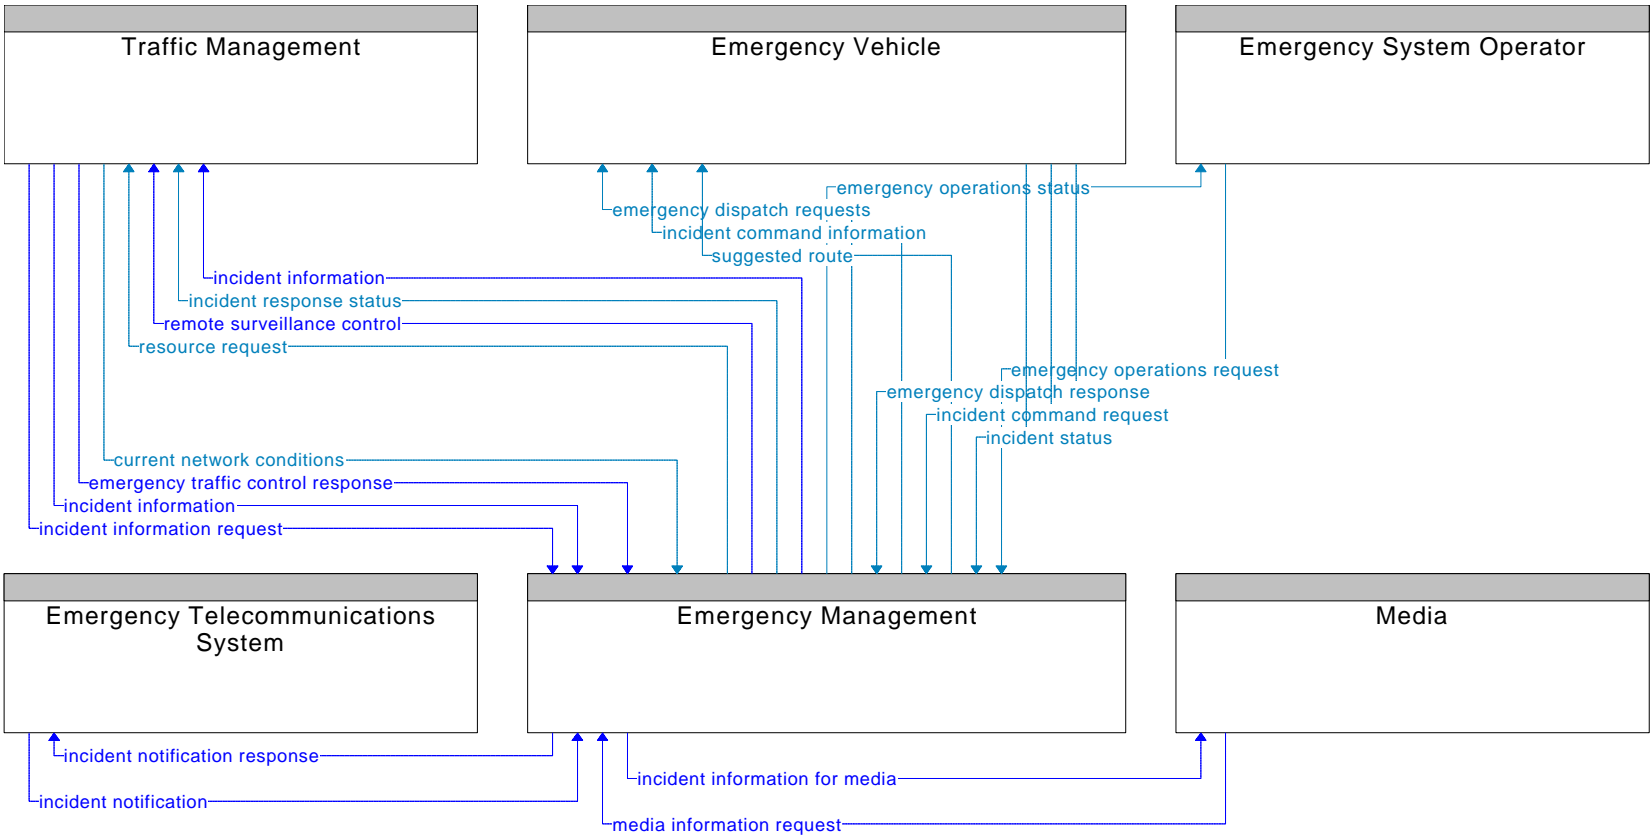 Traffic Management
Emergency Vehicle
Emergency System Operator
emergency operations status
emergency dispatch requests
incident command information
suggested route
incident information
incident response status
remote surveillance control
resource request
emergency operations request
emergency dispatch response
incident command request
incident status
current network conditions
emergency traffic control response
incident information
incident information request
Emergency Telecommunications
System
Emergency Management
Media
incident notification response
incident information for media
incident notification
media information request